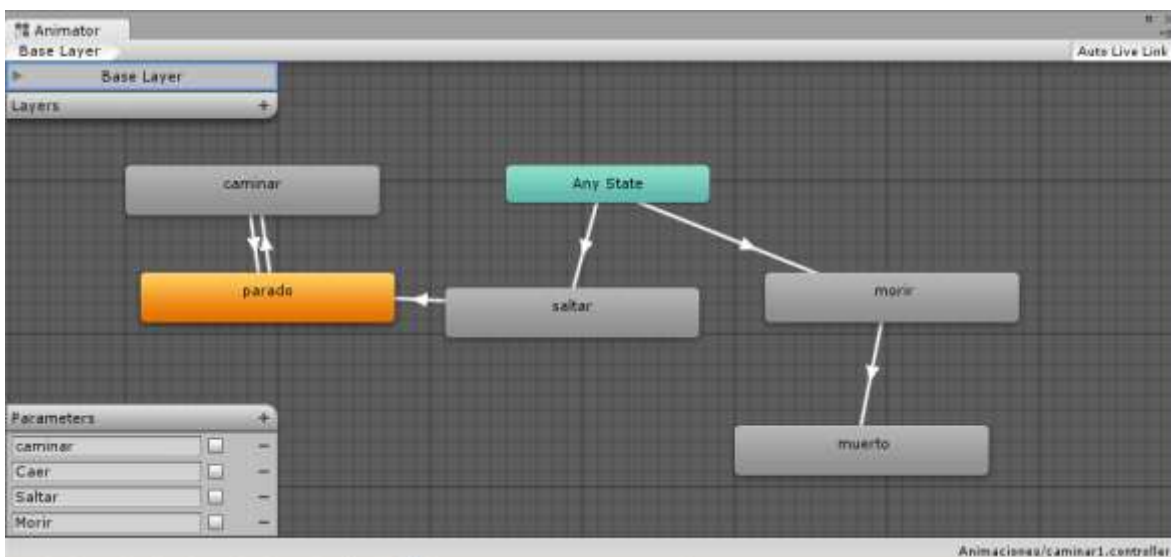 Animator
Base Layer
Auto Live Link
Base Layer
Layers
caminar
Any State
parado
saltar
morir
muerto
Parameters
caminar
Caer
Saltar
Morir
Animaciones/caminar1.controller